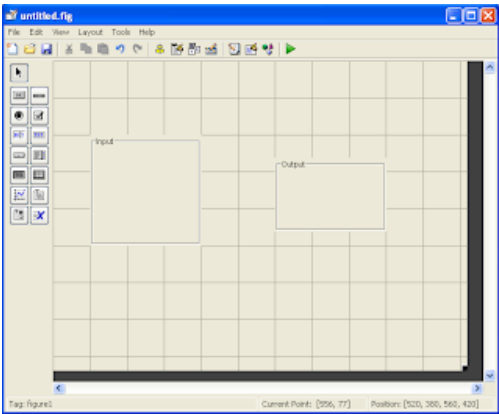 untitled.fig
File Edit View Layout Tools Help
Input
Output
Tag: figure1
Current Point: [556, 77]
Position: [520, 380, 560, 420]